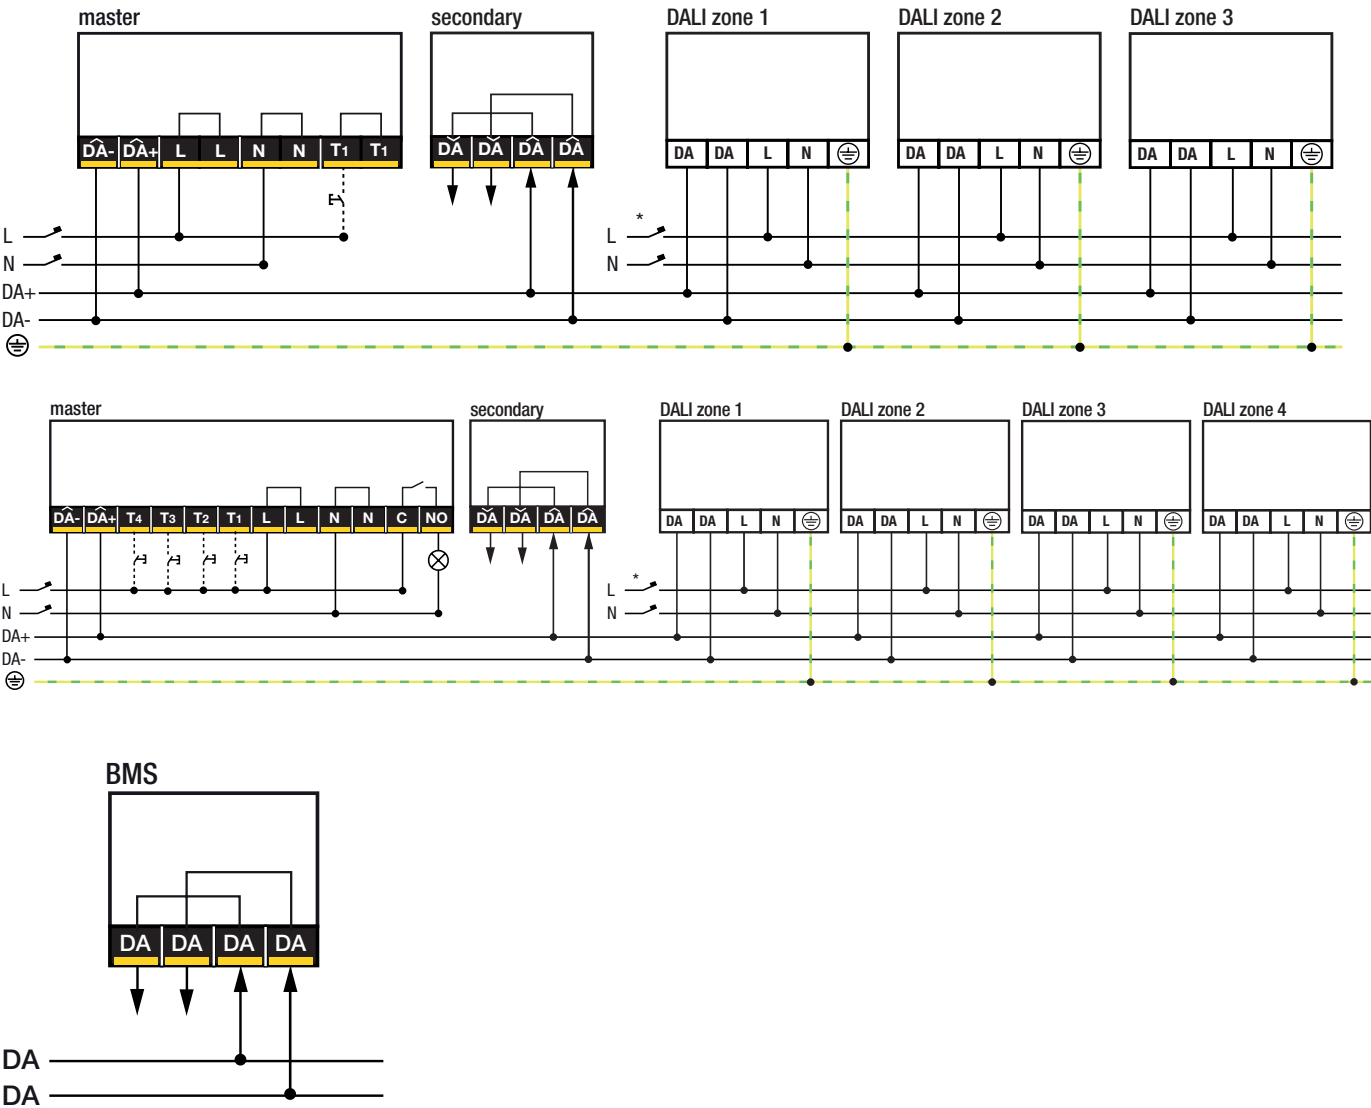 master secondary DALI zone 1 DALI zone 2 DALI zone 3
DA- DA+ L L N N T1 T1 DA DA DA DA DA DA L N DA DA L N DA DA L N
L * L
N N
DA+
DA-
master secondary DALI zone 1 DALI zone 2 DALI zone 3 DALI zone 4
DA- DA+ T4 T3 T2 T1 L L N N C NO DA DA DA DA DA DA L N DA DA L N DA DA L N DA DA L N
L * L
N N
DA+
DA-
BMS
DA DA DA DA
DA
DA